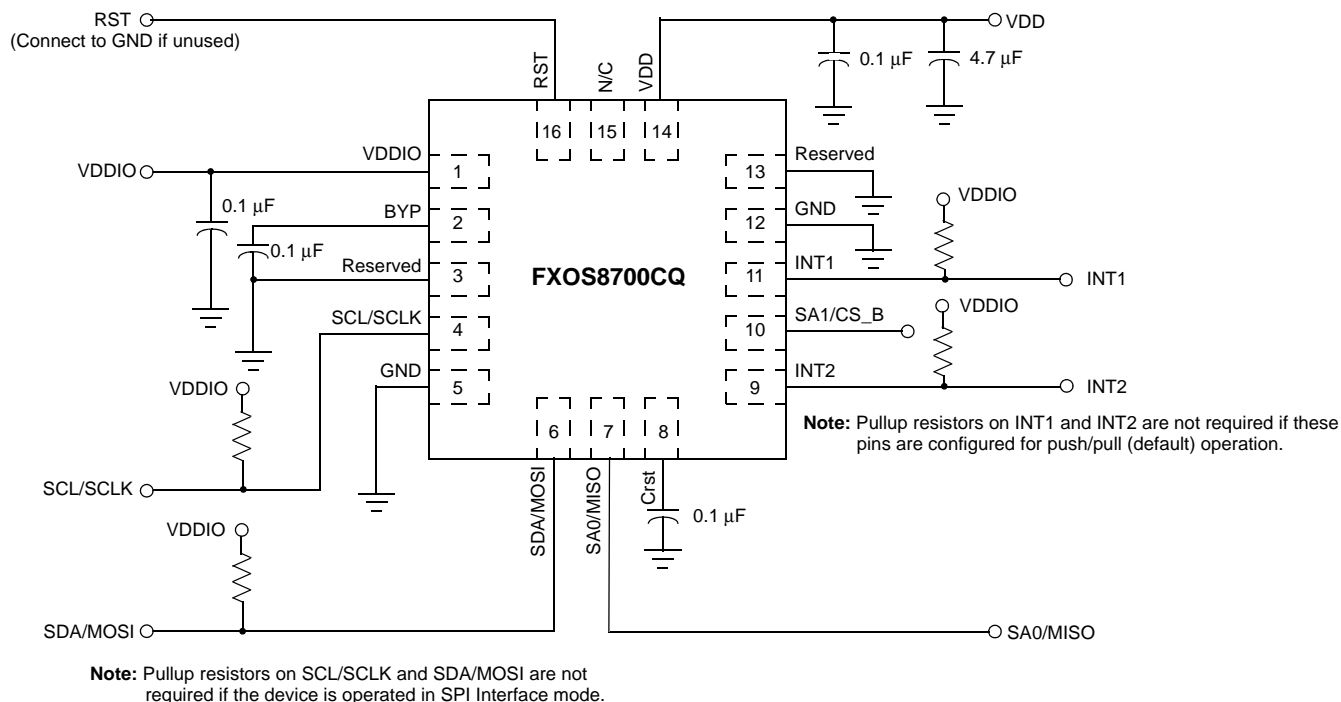 RST
(Connect to GND if unused)
VDD
0.1 μF
4.7 μF
RST
N/C
VDD
16
15
14
VDDIO
VDDIO
1
0.1 μF
BYP
2
0.1 μF
Reserved
3
SCL/SCLK
4
GND
5
FXOS8700CQ
13
Reserved
12
GND
VDDIO
11
INT1
INT1
10
SA1/CS_B
VDDIO
9
INT2
INT2
6
7
8
Note: Pullup resistors on INT1 and INT2 are not required if these
pins are configured for push/pull (default) operation.
VDDIO
SCL/SCLK
SDA/MOSI
SA0/MISO
Crst
0.1 μF
VDDIO
SDA/MOSI
SA0/MISO
Note: Pullup resistors on SCL/SCLK and SDA/MOSI are not
required if the device is operated in SPI Interface mode.